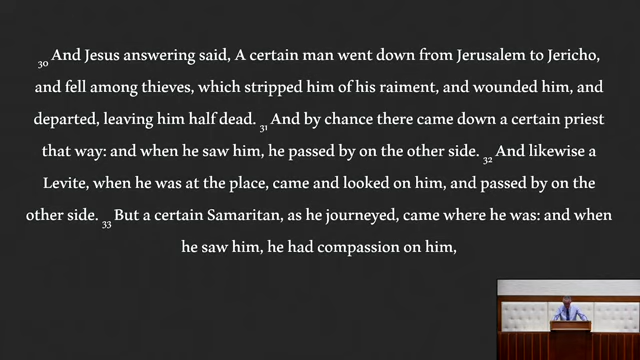 30 And Jesus answering said, A certain man went down from Jerusalem to Jericho,
and fell among thieves, which stripped him of his raiment, and wounded him, and
departed, leaving him half dead. 31 And by chance there came down a certain priest
that way: and when he saw him, he passed by on the other side. 32 And likewise a
Levite, when he was at the place, came and looked on him, and passed by on the
other side. 33 But a certain Samaritan, as he journeyed, came where he was: and when
he saw him, he had compassion on him,